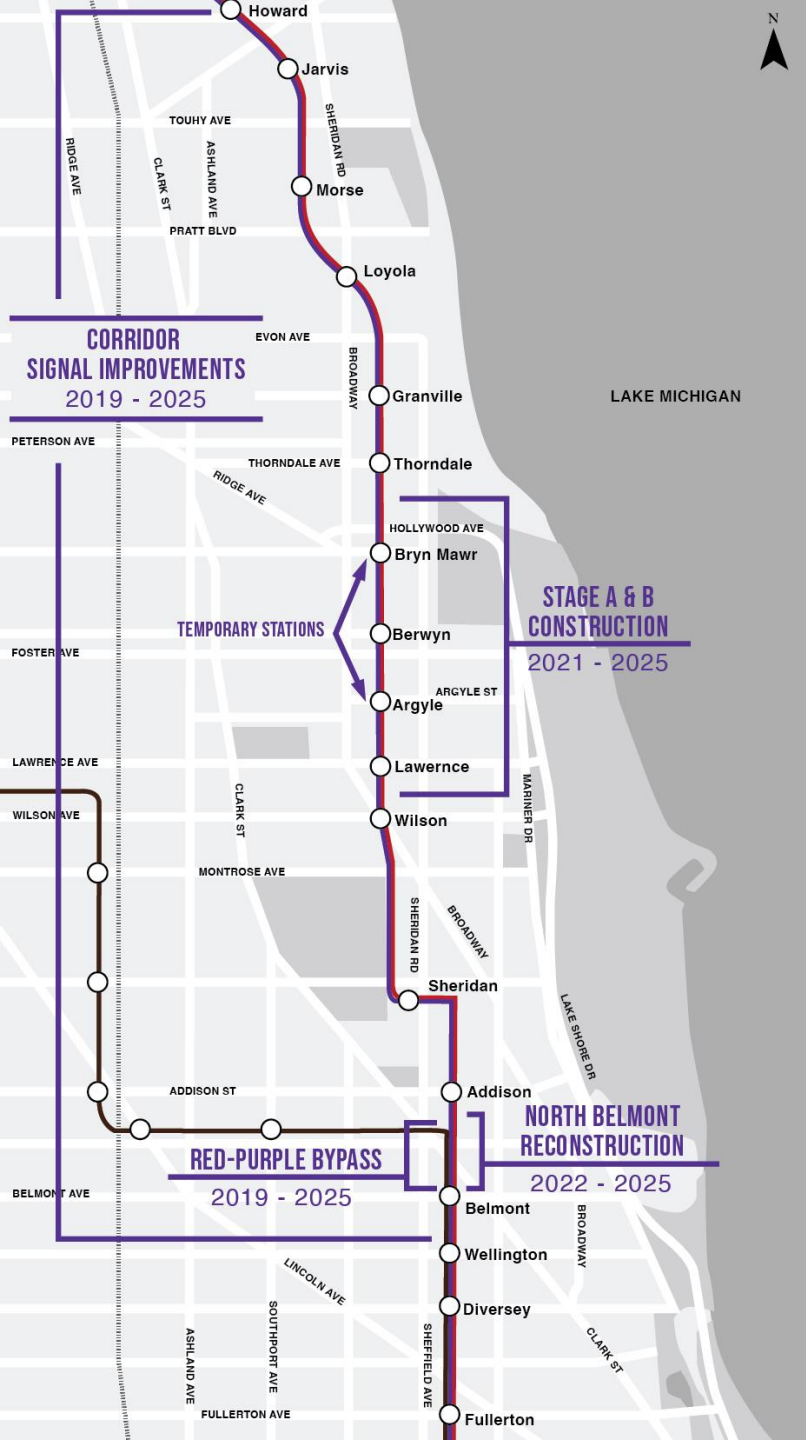 Howard
N
Jarvis
TOUHY AVE
SHERIDAN RD
RIDGE AVE
CLARK ST
ASHLAND AVE
Morse
PRATT BLVD
Loyola
CORRIDOR
SIGNAL IMPROVEMENTS
2019 - 2025
EVON AVE
BROADWAY
Granville
LAKE MICHIGAN
PETERSON AVE
THORNDALE AVE
Thorndale
RIDGE AVE
HOLLYWOOD AVE
Bryn Mawr
STAGE A & B
CONSTRUCTION
2021 - 2025
TEMPORARY STATIONS
Berwyn
FOSTER AVE
ARGYLE ST
Argyle
LAWRENCE AVE
Lawernce
MARINER DR
CLARK ST
WILSON AVE
Wilson
MONTROSE AVE
SHERIDAN RD
BROADWAY
Sheridan
LAKE SHORE DR
ADDISON ST
Addison
NORTH BELMONT
RECONSTRUCTION
2022 - 2025
RED-PURPLE BYPASS
2019 - 2025
BELMONT AVE
Belmont
BROADWAY
Wellington
LINCOLN AVE
Diversey
ASHLAND AVE
SOUTHPORT AVE
SHEFFIELD AVE
CLARK ST
FULLERTON AVE
Fullerton